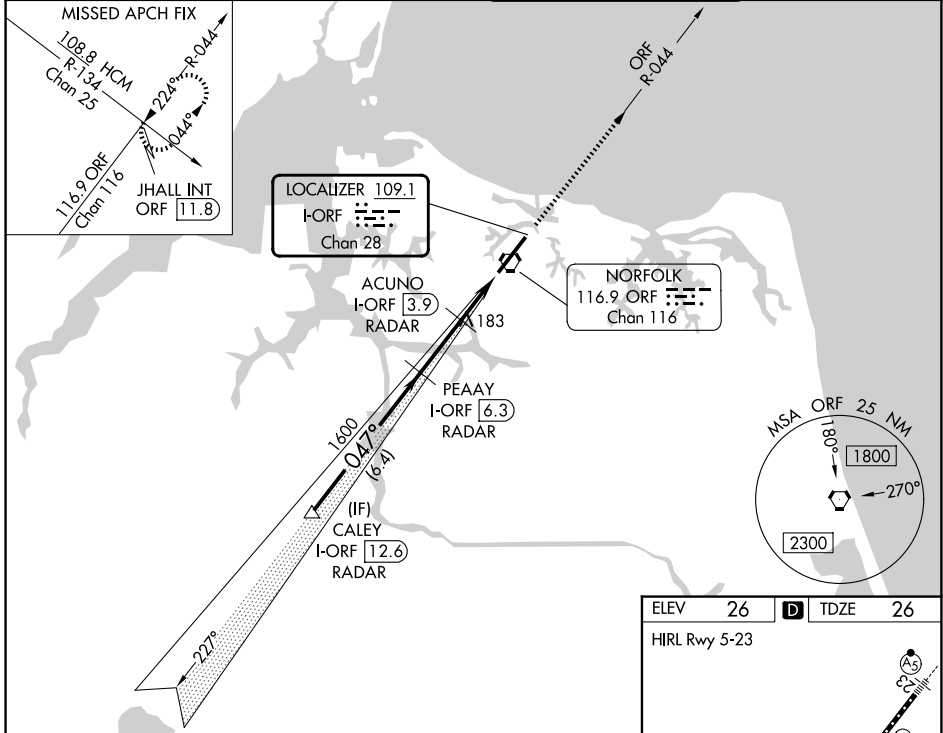 MISSED APCH FIX
108.8 HCM
R-134
Chan 25
R-044
224°
044°
116.9 ORF
Chan 116
JHALL INT
ORF 11.8
ORF
R-044
LOCALIZER 109.1
I-ORF
Chan 28
NORFOLK
116.9 ORF
Chan 116
ACUNO
I-ORF 3.9
RADAR
183
PEAAY
I-ORF 6.3
RADAR
1600
047°
(6.4)
(IF)
CALEY
I-ORF 12.6
RADAR
227°
MSA ORF 25 NM
180°
1800
270°
2300
ELEV 26 D TDZE 26
HIRL Rwy 5-23
A5
23